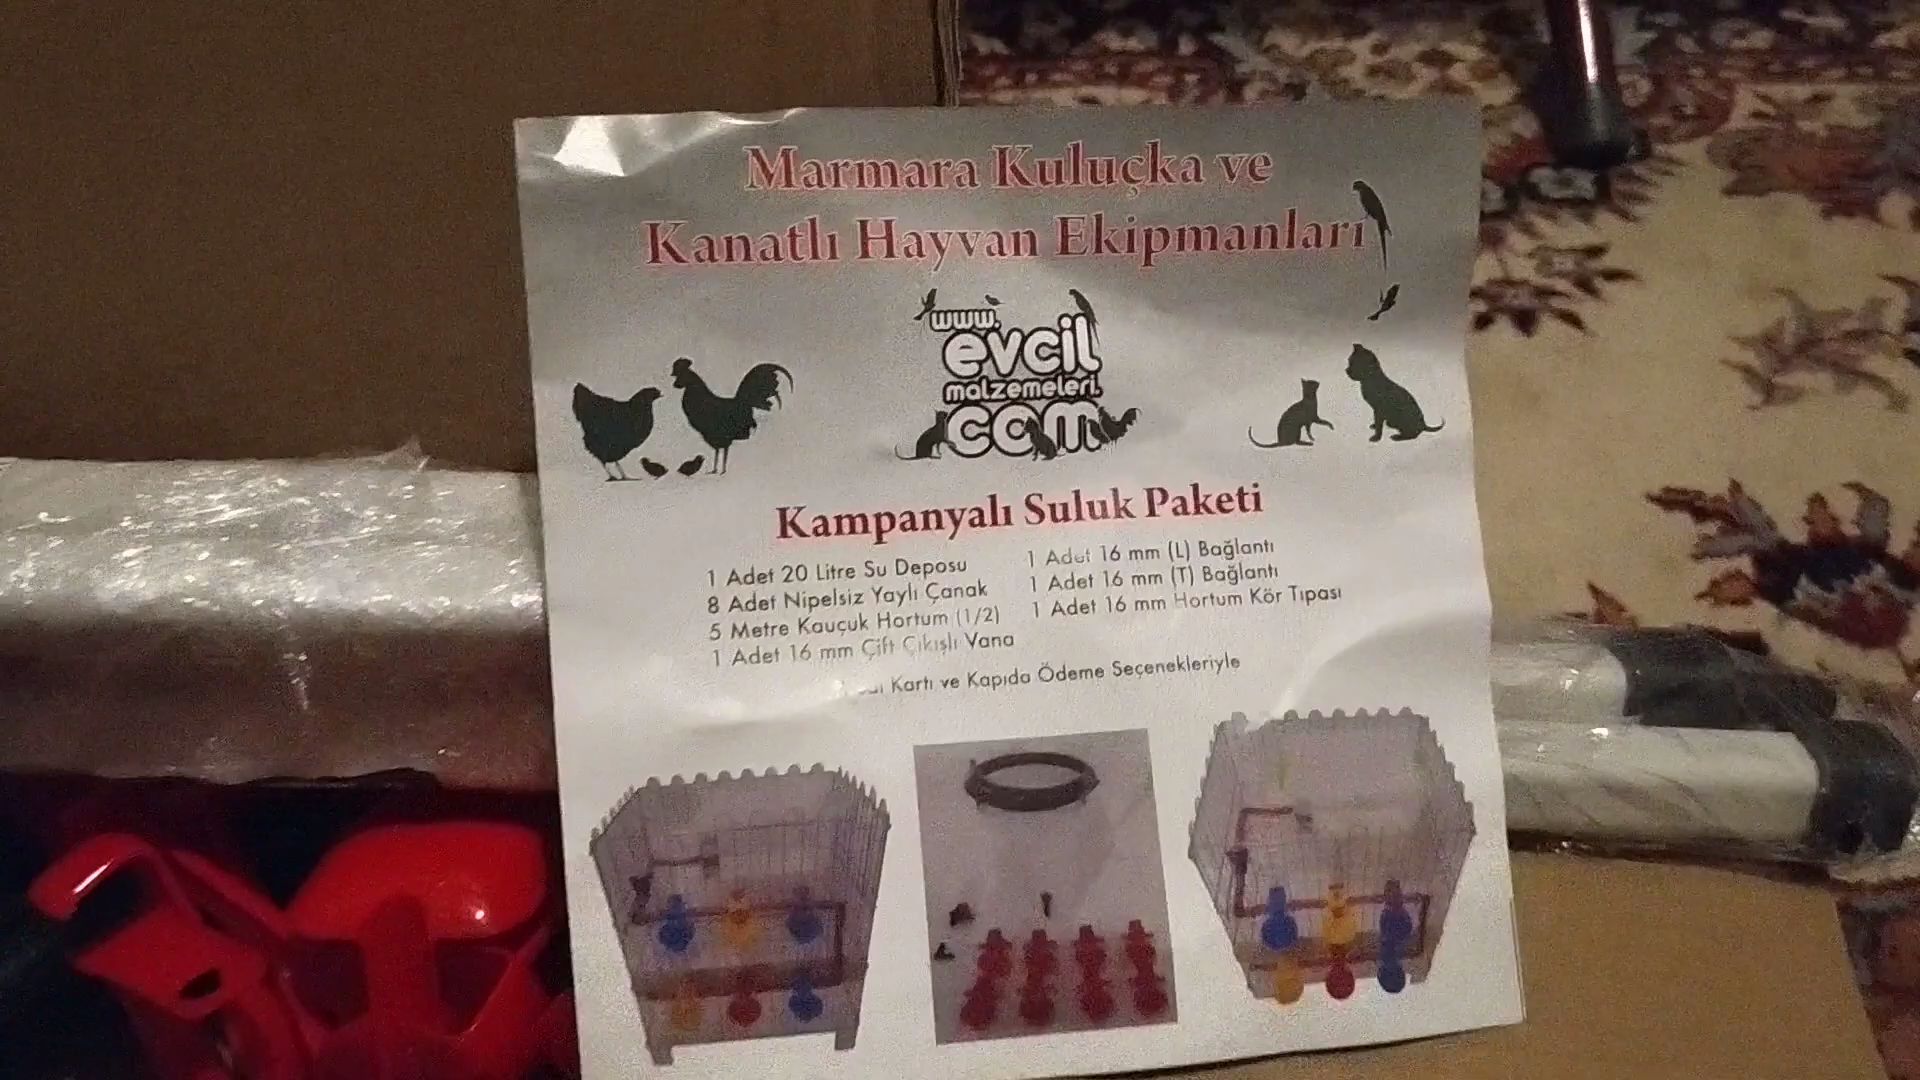 Marmara Kuluçka ve
Kanatlı Hayvan Ekipmanları
www.
evcil
malzemeleri.
com
Kampanyalı Suluk Paketi
1 Adet 20 Litre Su Deposu
8 Adet Nipelsiz Yaylı Çanak
5 Metre Kauçuk Hortum (1/2)
1 Adet 16 mm Çift Çıkışlı Vana
1 Adet 16 mm (L) Bağlantı
1 Adet 16 mm (T) Bağlantı
1 Adet 16 mm Hortum Kör Tıpası
Kartı ve Kapıda Ödeme Seçenekleriyle